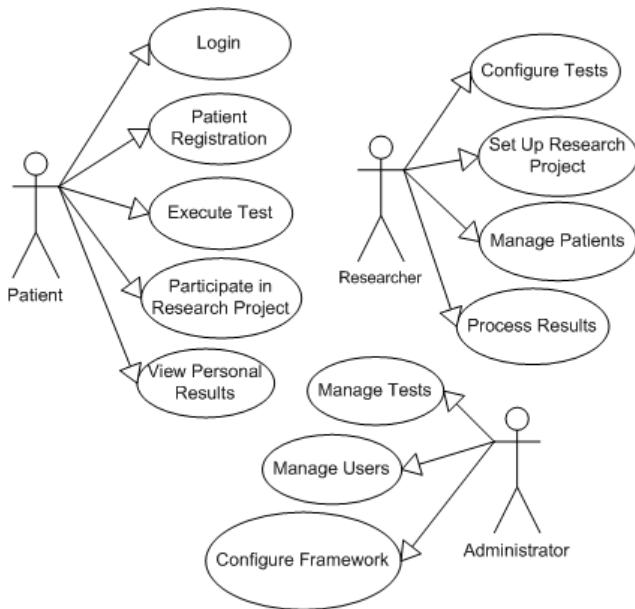 Login
Patient
Registration
Execute Test
Participate in
Research Project
View Personal
Results
Patient
Configure Tests
Set Up Research
Project
Manage Patients
Process Results
Researcher
Manage Tests
Manage Users
Configure Framework
Administrator